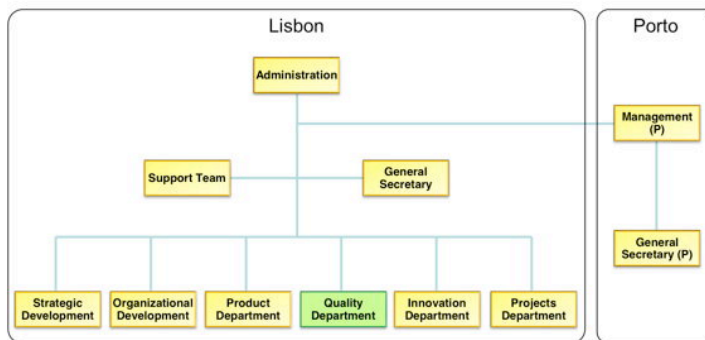 Lisbon
Porto
Administration
Management
(P)
Support Team
General
Secretary
General
Secretary (P)
Strategic
Development
Organizational
Development
Product
Department
Quality
Department
Innovation
Department
Projects
Department